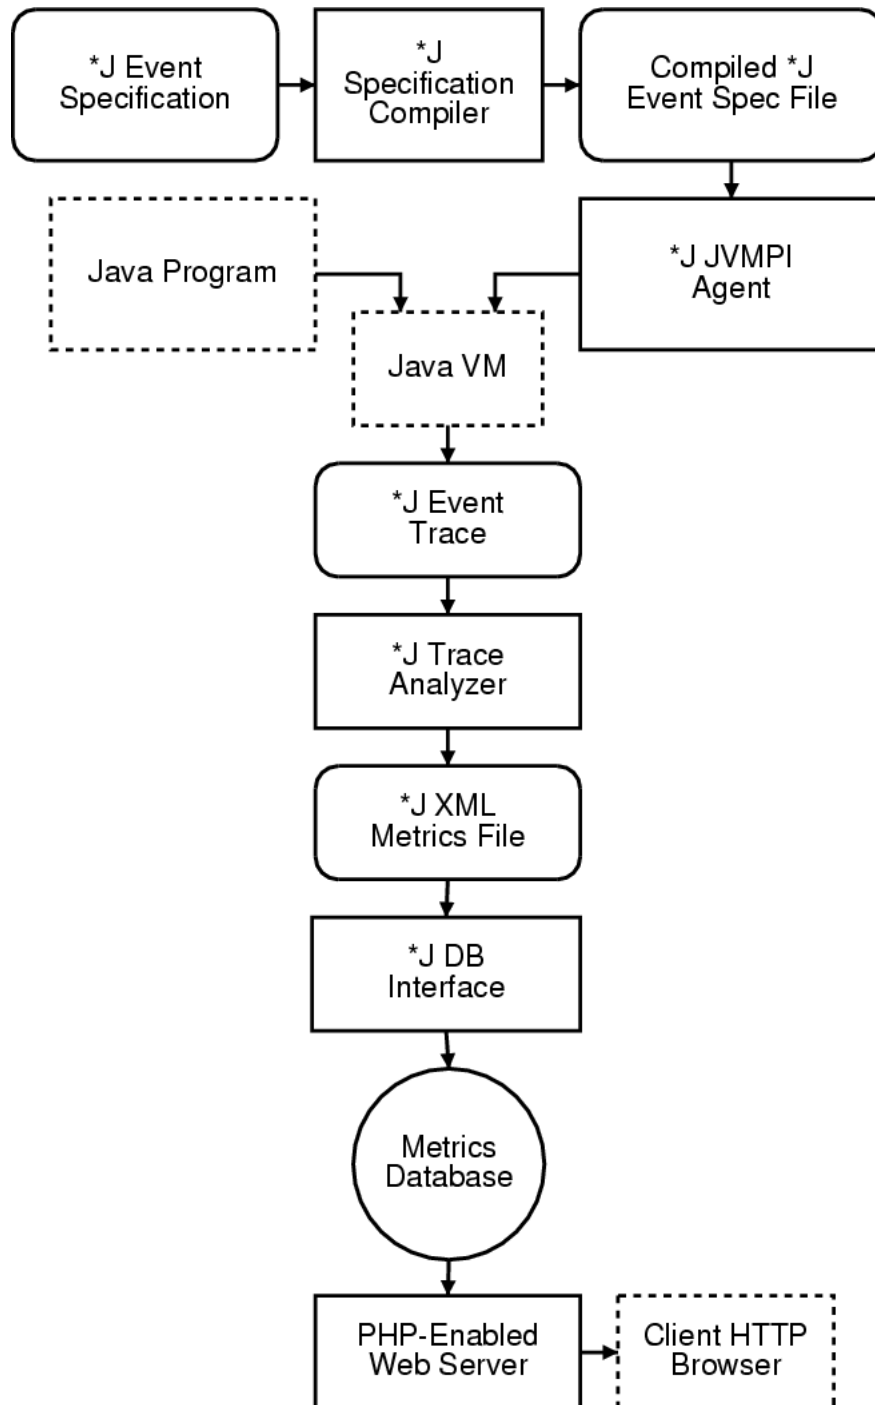 *J Event
Specification
*J
Specification
Compiler
Compiled *J
Event Spec File
Java Program
*J JVMPI
Agent
Java VM
*J Event
Trace
*J Trace
Analyzer
*J XML
Metrics File
*J DB
Interface
Metrics
Database
PHP-Enabled
Web Server
Client HTTP
Browser